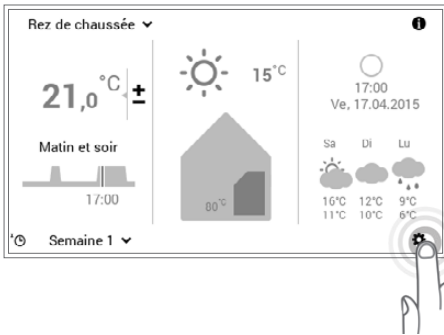 Rez de chaussée
21,0 °C ±
Matin et soir
17:00
Semaine 1
15°C
80°C
17:00
Ve, 17.04.2015
Sa Di Lu
16°C 12°C 9°C
11°C 10°C 6°C